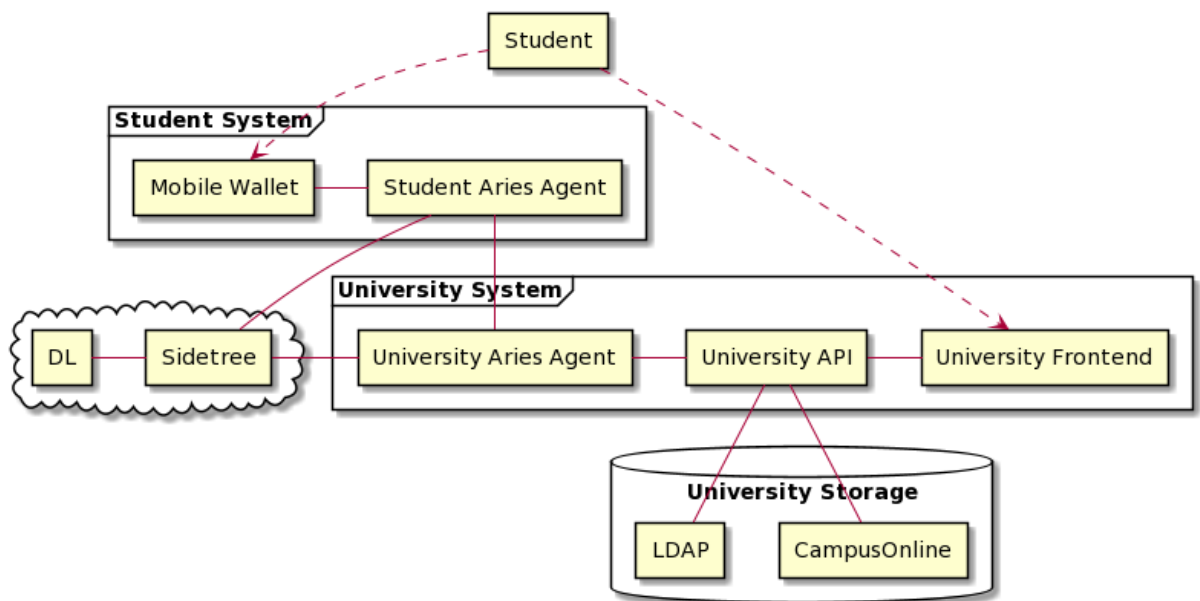 Student
Student System
Mobile Wallet
Student Aries Agent
University System
DL
Sidetree
University Aries Agent
University API
University Frontend
University Storage
LDAP
CampusOnline